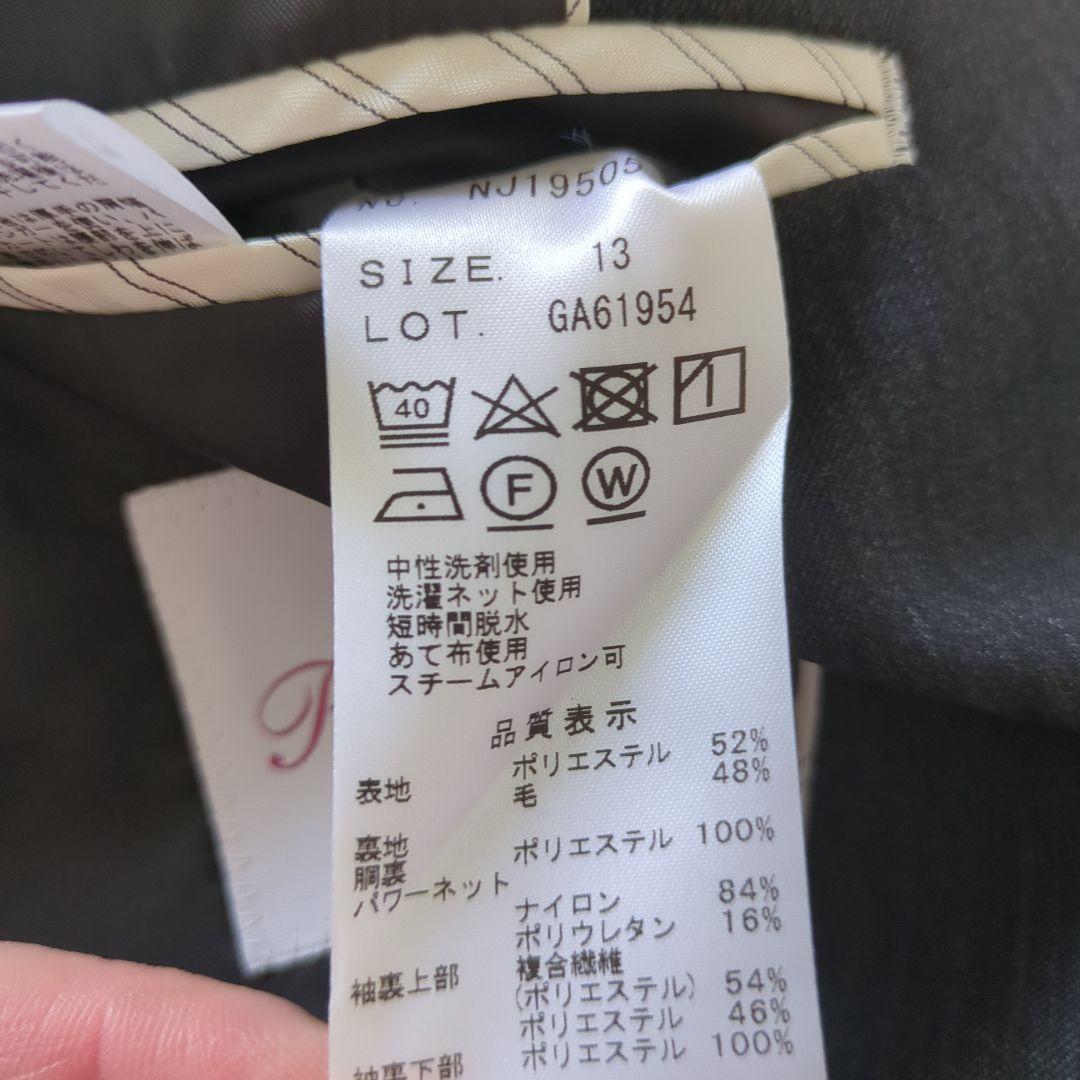 No. NJ19505
SIZE. 13
LOT. GA61954
40
F
W
中性洗剤使用
洗濯ネット使用
短時間脱水
あて布使用
スチームアイロン可
品質表示
表地 ポリエステル 52%
毛 48%
裏地 ポリエステル 100%
胴裏
パワーネット
ナイロン 84%
ポリウレタン 16%
袖裏上部 複合繊維
(ポリエステル) 54%
ポリエステル 46%
袖裏下部 ポリエステル 100%